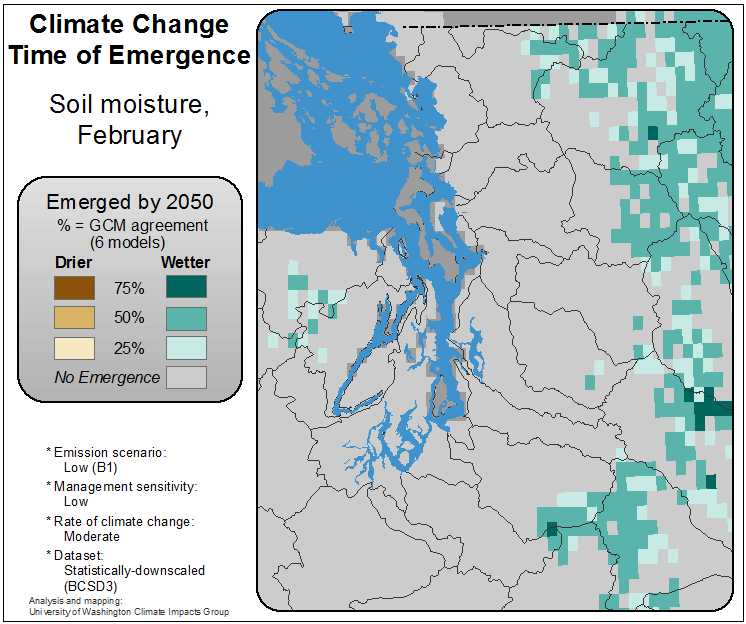 Climate Change
Time of Emergence
Soil moisture,
February
Emerged by 2050
% = GCM agreement
(6 models)
Drier Wetter
75%
50%
25%
No Emergence
* Emission scenario:
Low (B1)
* Management sensitivity:
Low
* Rate of climate change:
Moderate
* Dataset:
Statistically-downscaled
(BCSD3)
Analysis and mapping:
University of Washington Climate Impacts Group